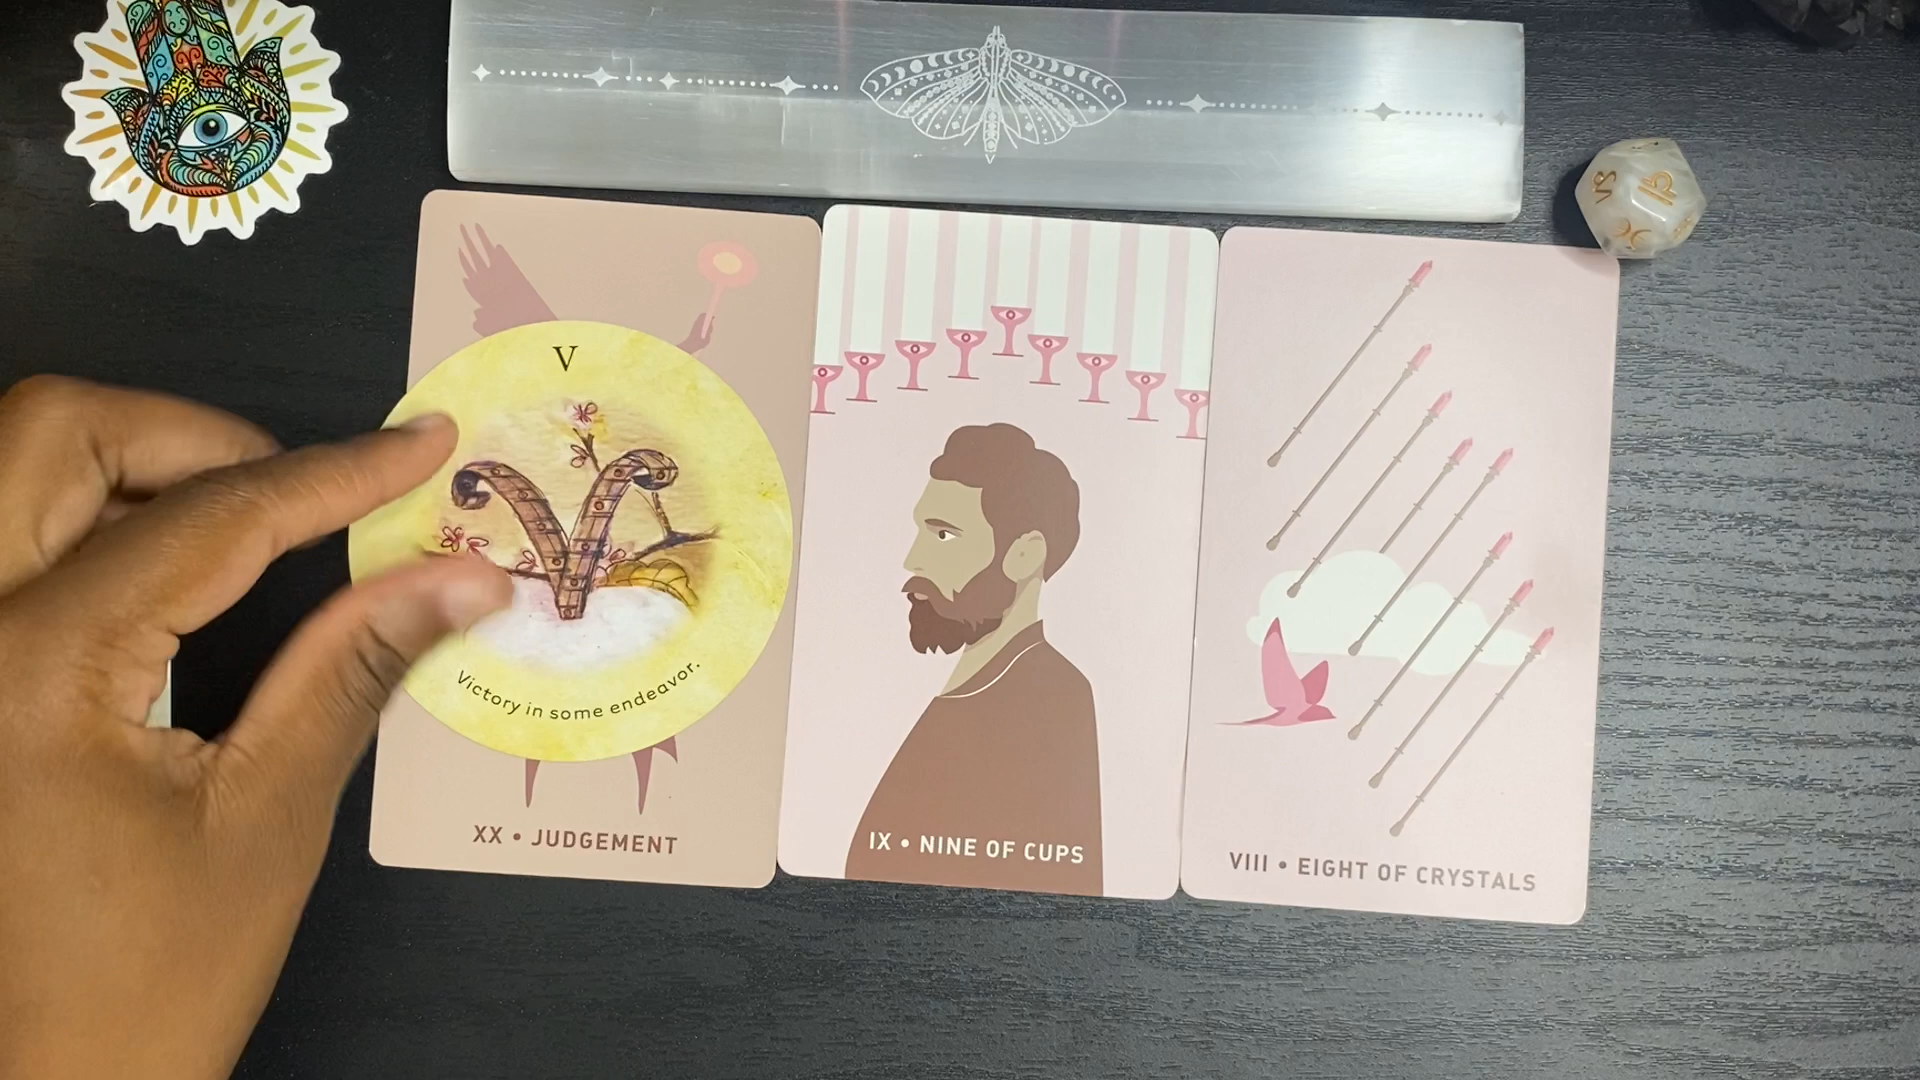 V
Victory in some endeavor.
XX • JUDGEMENT
IX • NINE OF CUPS
VIII • EIGHT OF CRYSTALS